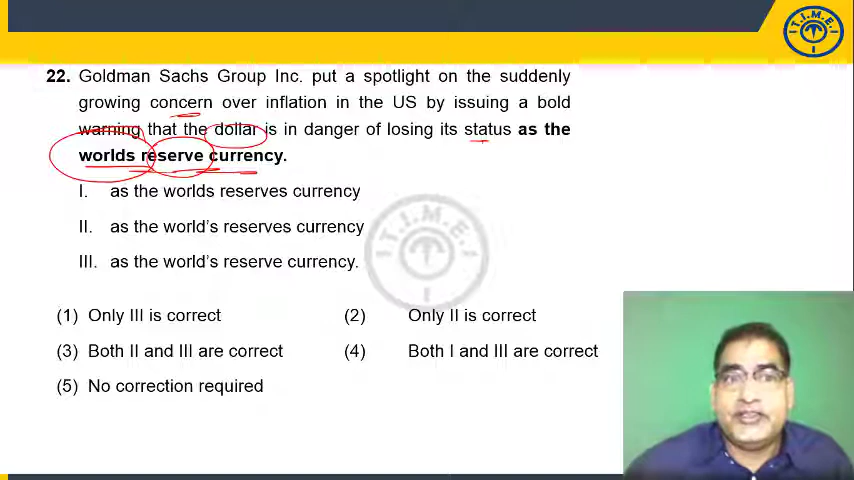 T.I.M.E.
22. Goldman Sachs Group Inc. put a spotlight on the suddenly
growing concern over inflation in the US by issuing a bold
warning that the dollar is in danger of losing its status as the
worlds reserve currency.
I. as the worlds reserves currency
II. as the world's reserves currency
III. as the world's reserve currency.
T.I.M.E.
(1) Only III is correct
(2) Only II is correct
(3) Both II and III are correct
(4) Both I and III are correct
(5) No correction required